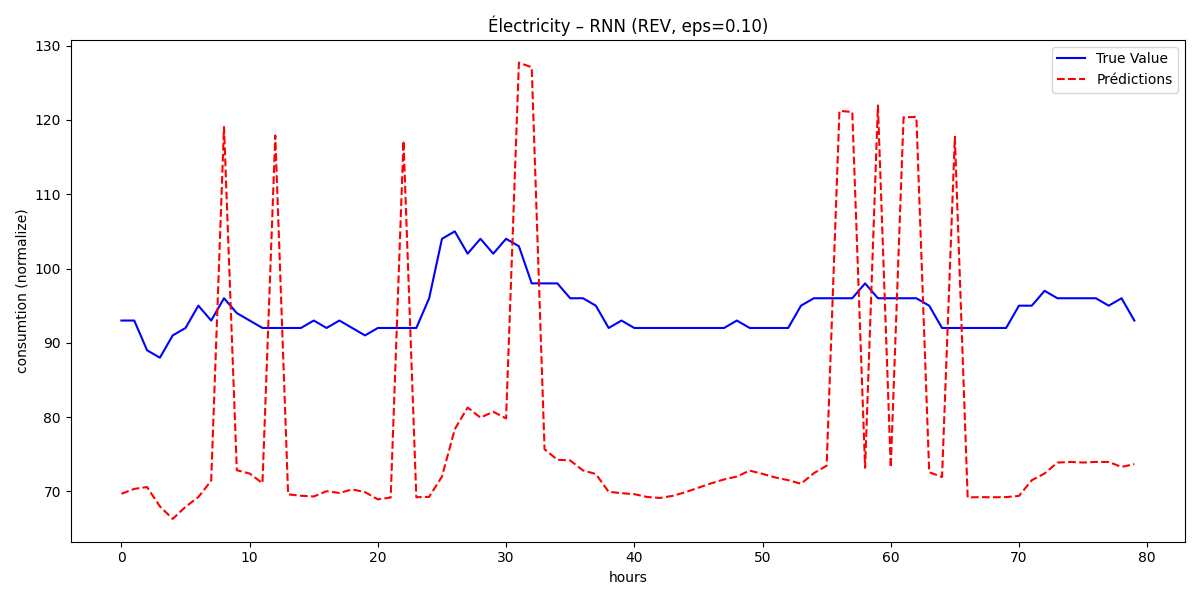 Électricity – RNN (REV, eps=0.10)
True Value
Prédictions
130
120
110
100
90
80
70
consumtion (normalize)
0 10 20 30 40 50 60 70 80
hours